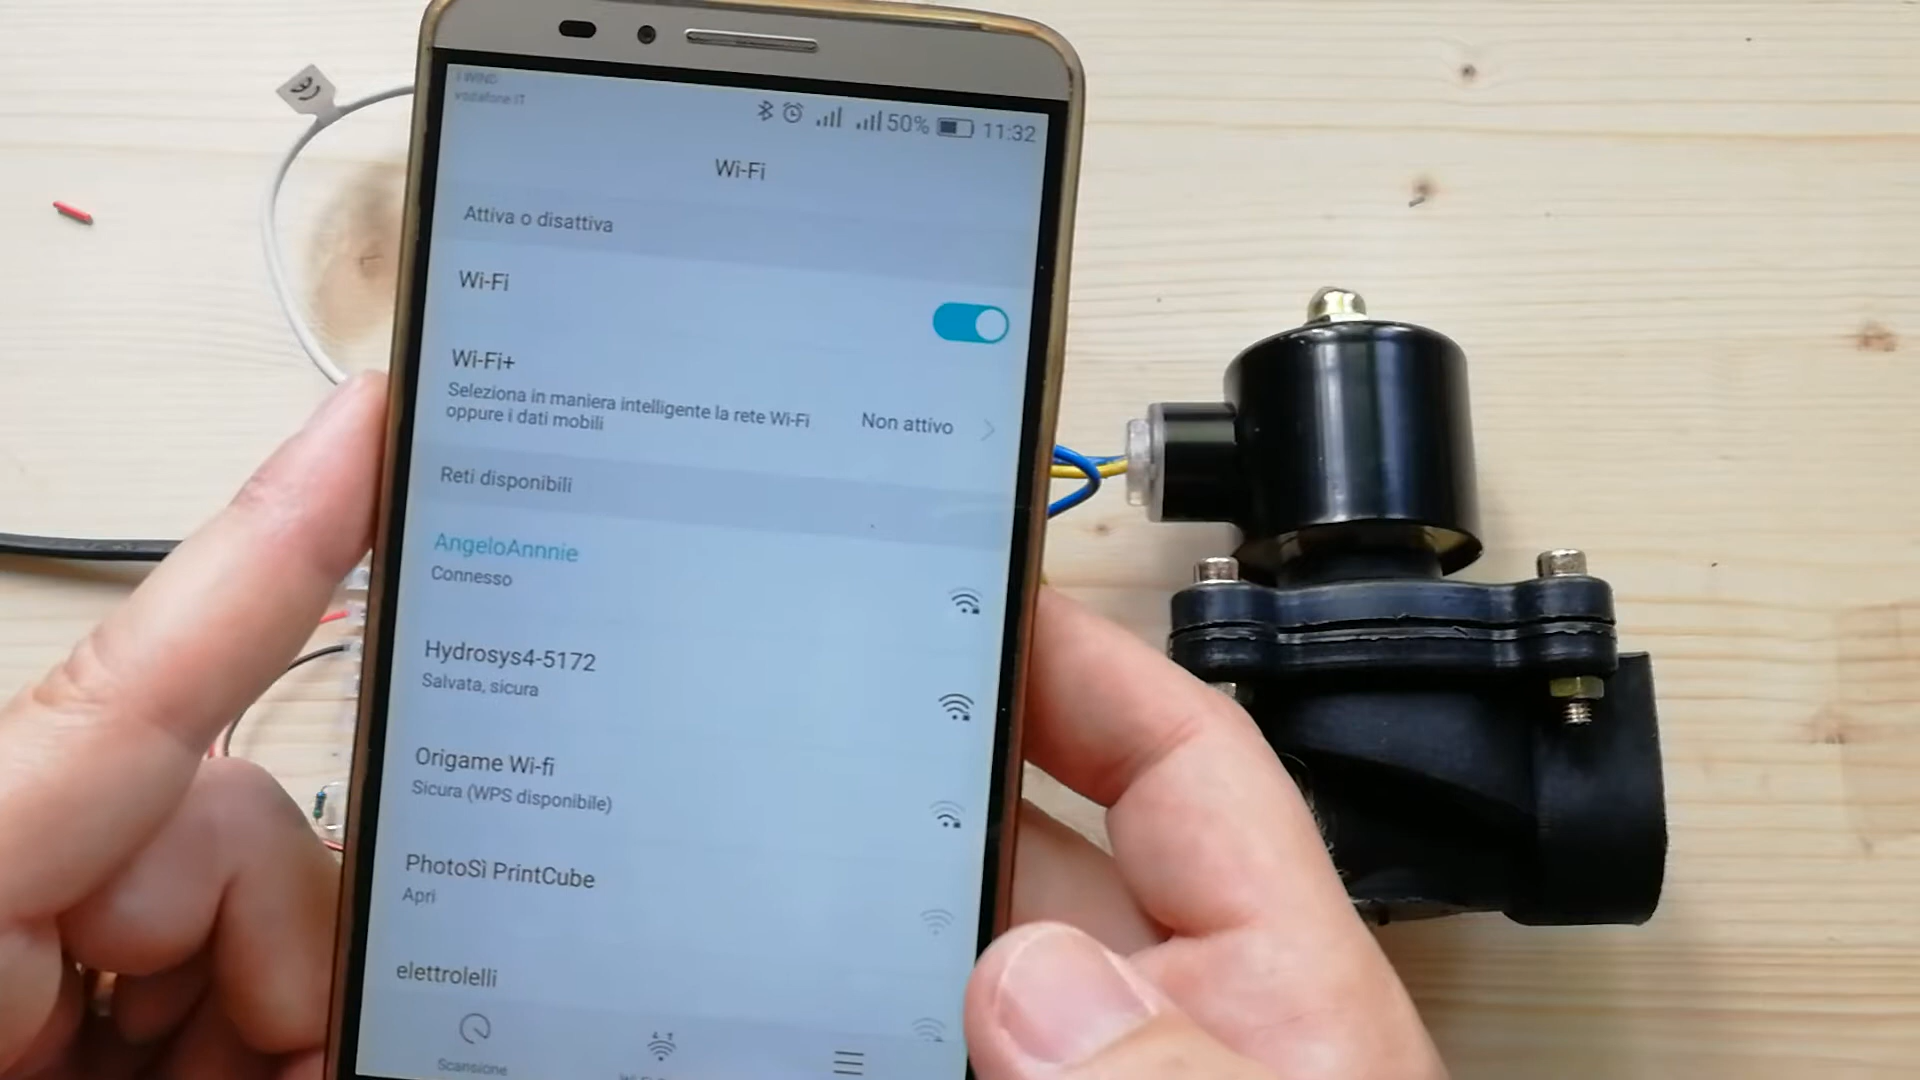 I WIND
vodafone IT
50% 11:32
Wi-Fi
Attiva o disattiva
Wi-Fi
Wi-Fi+
Seleziona in maniera intelligente la rete Wi-Fi
oppure i dati mobili
Non attivo
Reti disponibili
AngeloAnnnie
Connesso
Hydrosys4-5172
Salvata, sicura
Origame Wi-fi
Sicura (WPS disponibile)
PhotoSì PrintCube
Apri
elettrolelli
Scansione